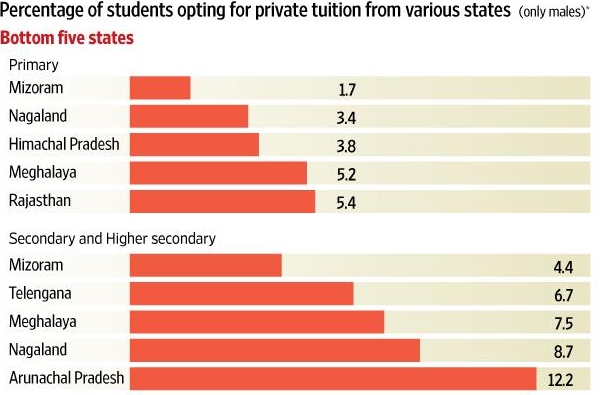 Percentage of students opting for private tuition from various states (only males)*
Bottom five states
Primary
Mizoram 1.7
Nagaland 3.4
Himachal Pradesh 3.8
Meghalaya 5.2
Rajasthan 5.4
Secondary and Higher secondary
Mizoram 4.4
Telengana 6.7
Meghalaya 7.5
Nagaland 8.7
Arunachal Pradesh 12.2